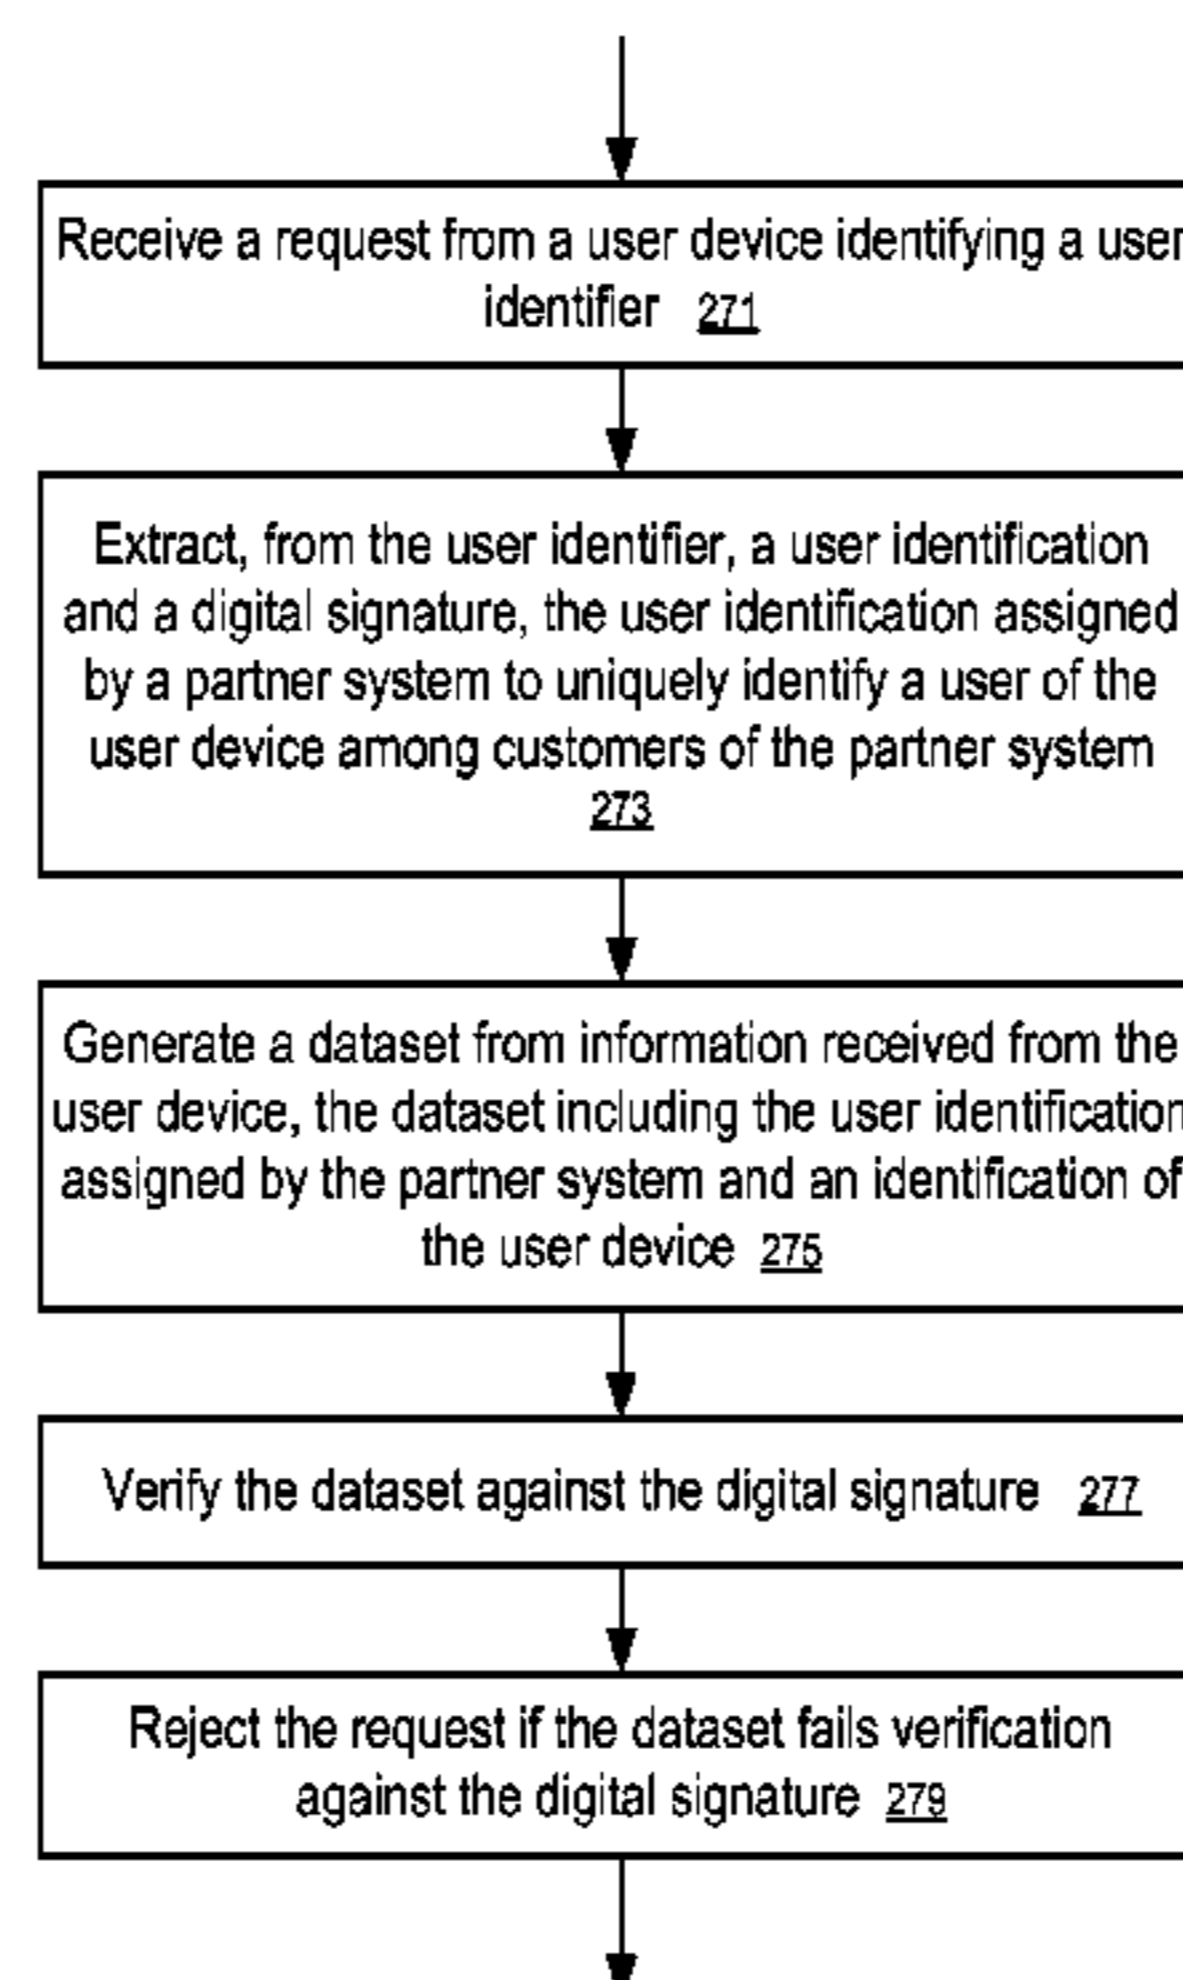 Receive a request from a user device identifying a user
identifier 271
Extract, from the user identifier, a user identification
and a digital signature, the user identification assigned
by a partner system to uniquely identify a user of the
user device among customers of the partner system
273
Generate a dataset from information received from the
user device, the dataset including the user identification
assigned by the partner system and an identification of
the user device 275
Verify the dataset against the digital signature 277
Reject the request if the dataset fails verification
against the digital signature 279